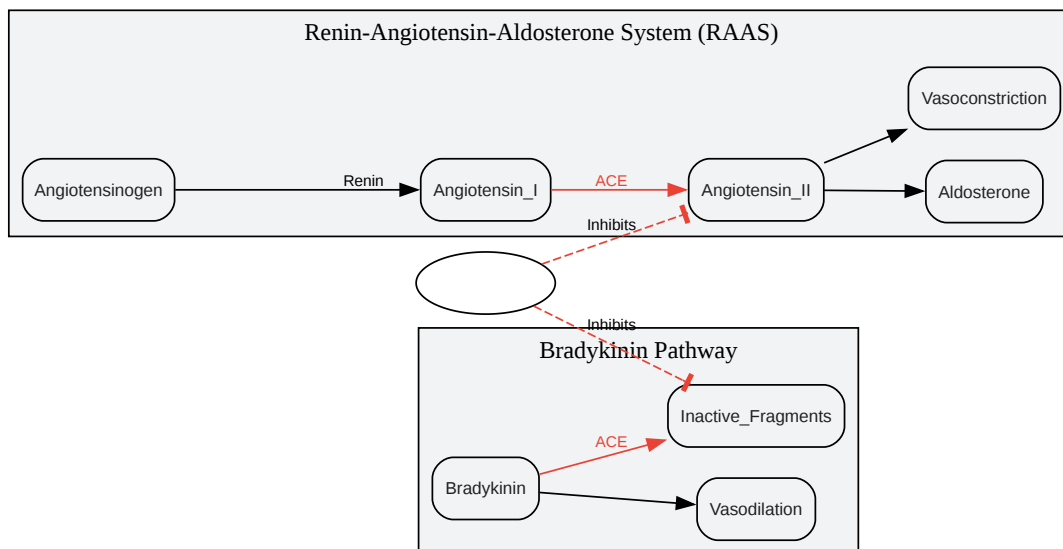 Renin-Angiotensin-Aldosterone System (RAAS)
Vasoconstriction
Angiotensinogen
Renin
Angiotensin_I
ACE
Angiotensin_II
Aldosterone
Inhibits
Inhibits
Bradykinin Pathway
Inactive_Fragments
ACE
Bradykinin
Vasodilation